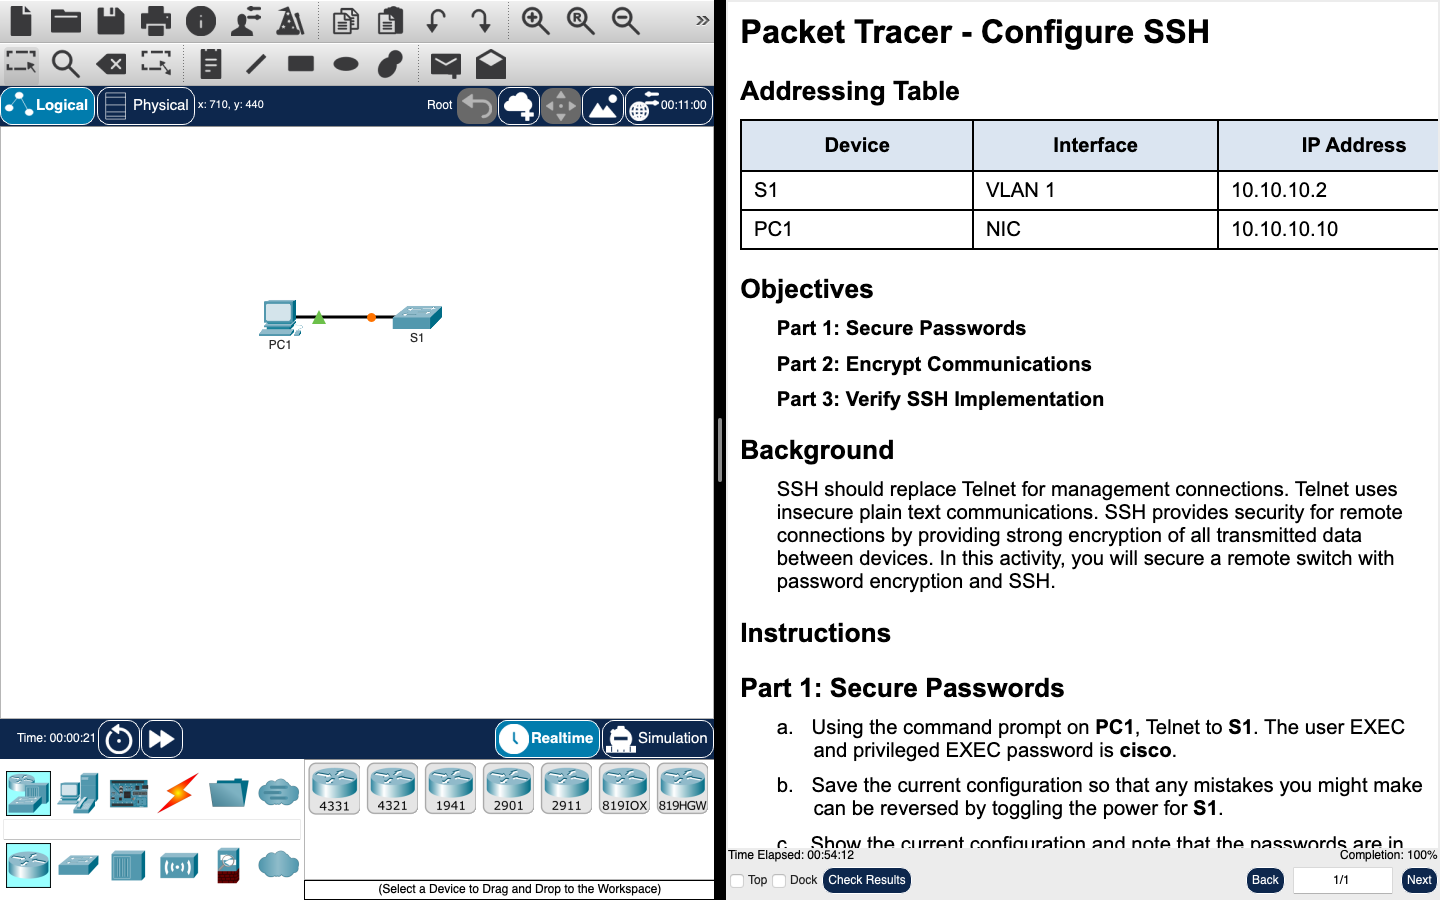 Logical
Physical
x: 710, y: 440
Root
00:11:00
PC1
S1
Time: 00:00:21
Realtime
Simulation
4331
4321
1941
2901
2911
819IOX
819HGW
(Select a Device to Drag and Drop to the Workspace)
Packet Tracer - Configure SSH
Addressing Table
Device Interface IP Address
S1 VLAN 1 10.10.10.2
PC1 NIC 10.10.10.10
Objectives
Part 1: Secure Passwords
Part 2: Encrypt Communications
Part 3: Verify SSH Implementation
Background
SSH should replace Telnet for management connections. Telnet uses
insecure plain text communications. SSH provides security for remote
connections by providing strong encryption of all transmitted data
between devices. In this activity, you will secure a remote switch with
password encryption and SSH.
Instructions
Part 1: Secure Passwords
a. Using the command prompt on PC1, Telnet to S1. The user EXEC
and privileged EXEC password is cisco.
b. Save the current configuration so that any mistakes you might make
can be reversed by toggling the power for S1.
c. Show the current configuration and note that the passwords are in
Time Elapsed: 00:54:12
Completion: 100%
Top
Dock
Check Results
Back
1/1
Next